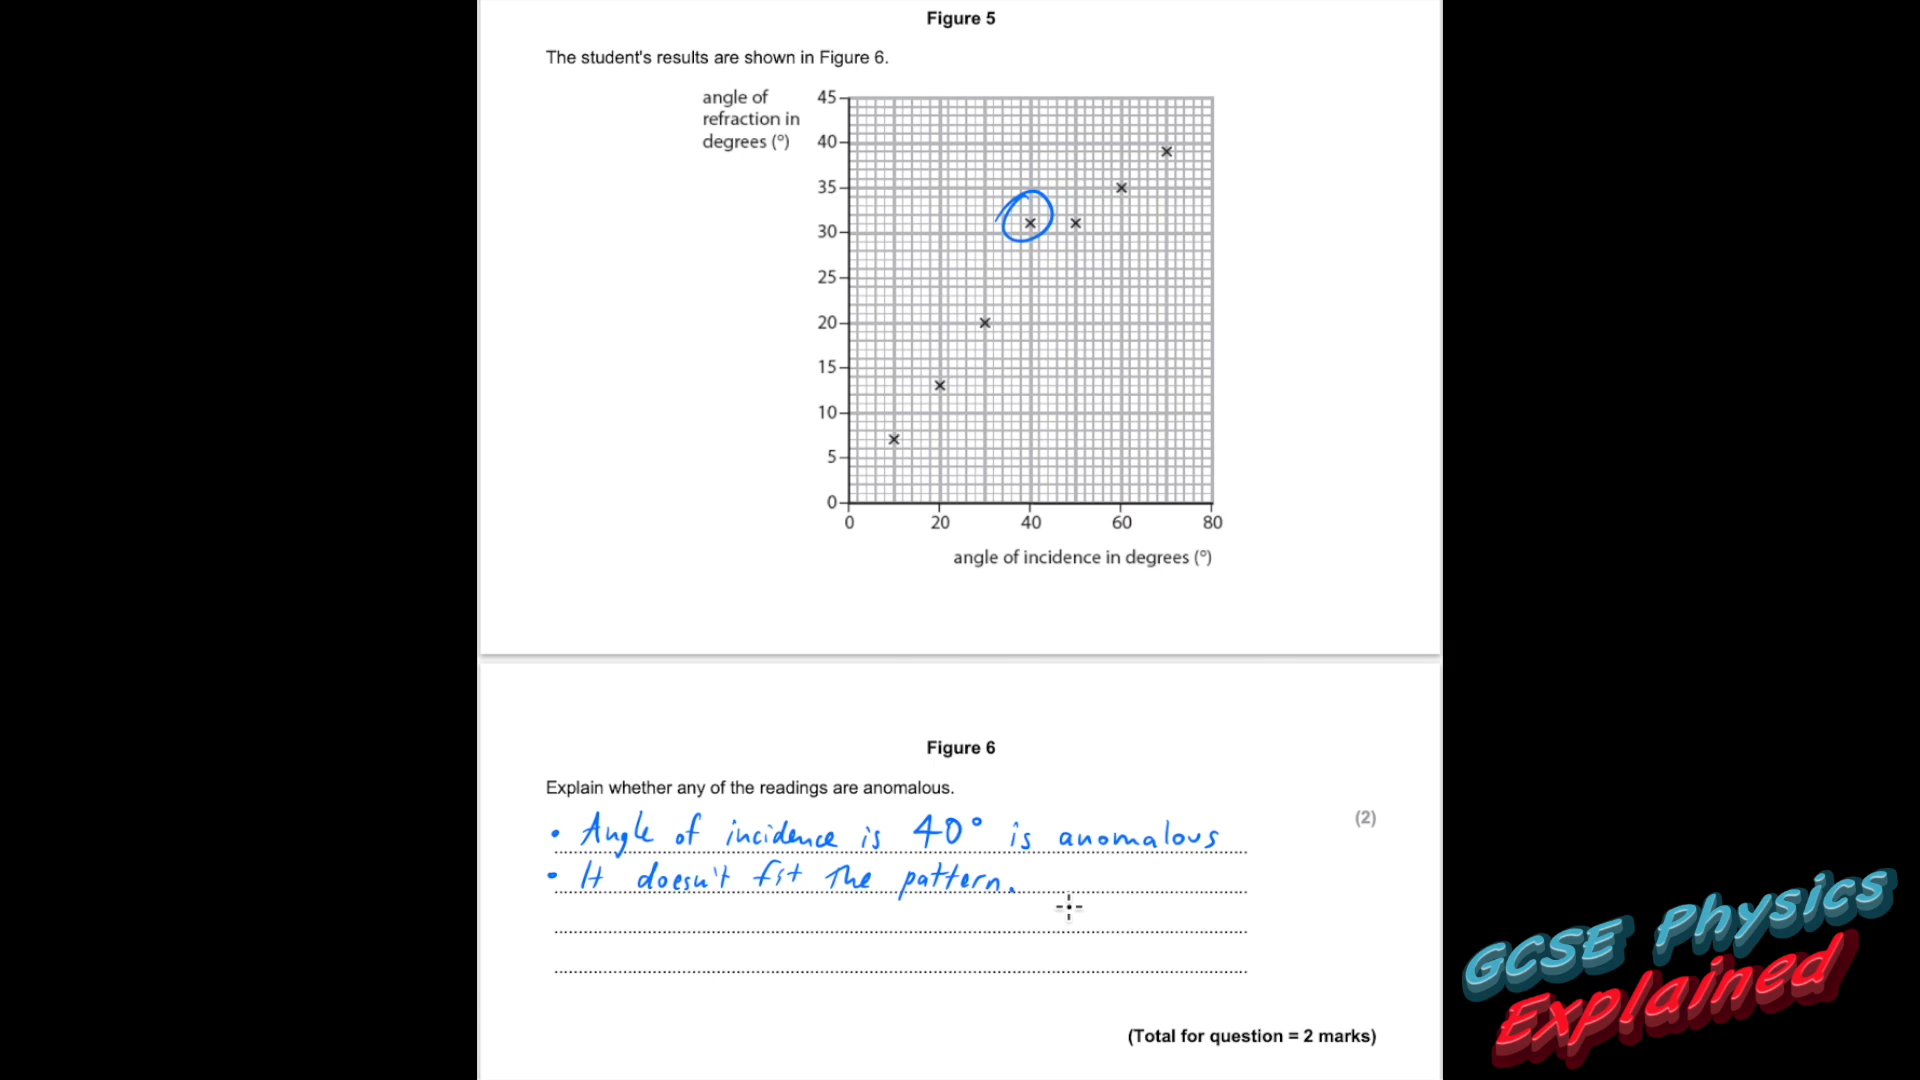 Figure 5
The student's results are shown in Figure 6.
angle of
refraction in
degrees (°)
45
40
35
30
25
20
15
10
5
0
0 20 40 60 80
angle of incidence in degrees (°)
Figure 6
Explain whether any of the readings are anomalous.
(2)
• Angle of incidence is 40° is anomalous
• It doesn't fit the pattern.
(Total for question = 2 marks)
GCSE Physics
Explained